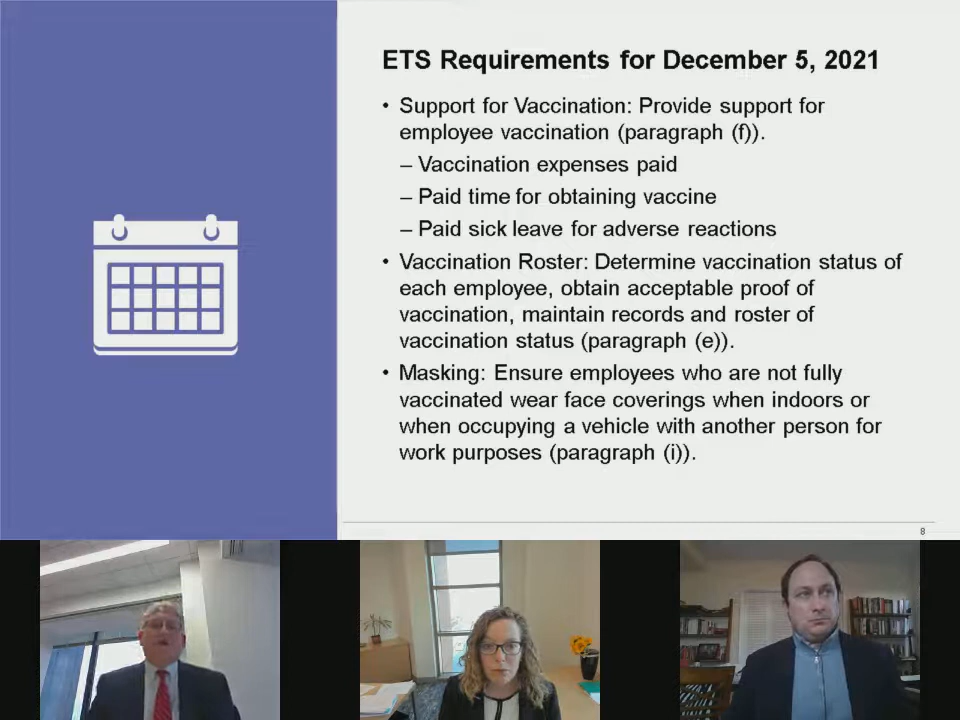 ETS Requirements for December 5, 2021
• Support for Vaccination: Provide support for
employee vaccination (paragraph (f)).
– Vaccination expenses paid
– Paid time for obtaining vaccine
– Paid sick leave for adverse reactions
• Vaccination Roster: Determine vaccination status of
each employee, obtain acceptable proof of
vaccination, maintain records and roster of
vaccination status (paragraph (e)).
• Masking: Ensure employees who are not fully
vaccinated wear face coverings when indoors or
when occupying a vehicle with another person for
work purposes (paragraph (i)).
8